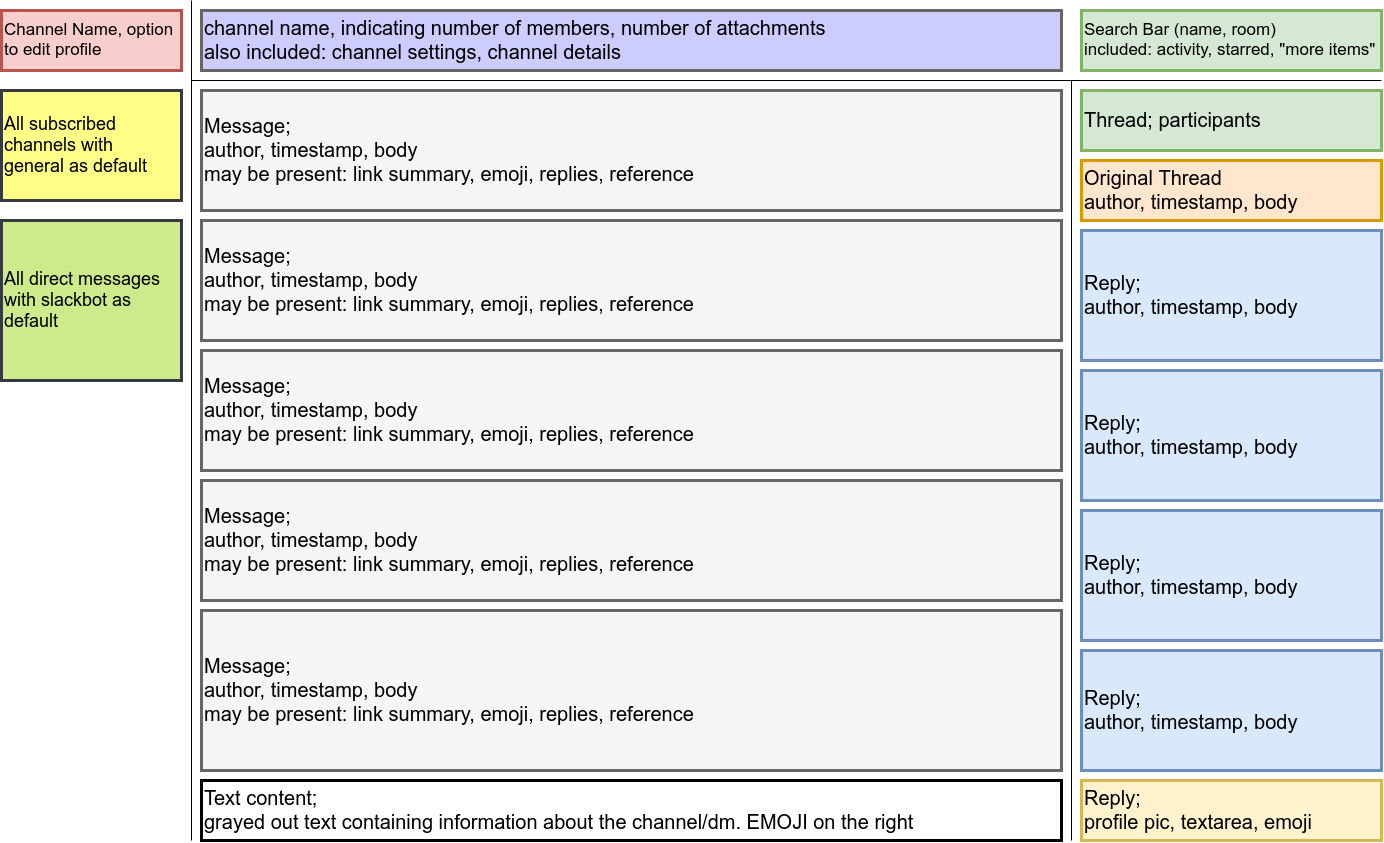 Channel Name, option
to edit profile
channel name, indicating number of members, number of attachments
also included: channel settings, channel details
Search Bar (name, room)
included: activity, starred, "more items"
All subscribed
channels with
general as default
All direct messages
with slackbot as
default
Message;
author, timestamp, body
may be present: link summary, emoji, replies, reference
Message;
author, timestamp, body
may be present: link summary, emoji, replies, reference
Message;
author, timestamp, body
may be present: link summary, emoji, replies, reference
Message;
author, timestamp, body
may be present: link summary, emoji, replies, reference
Message;
author, timestamp, body
may be present: link summary, emoji, replies, reference
Text content;
grayed out text containing information about the channel/dm. EMOJI on the right
Thread; participants
Original Thread
author, timestamp, body
Reply;
author, timestamp, body
Reply;
author, timestamp, body
Reply;
author, timestamp, body
Reply;
author, timestamp, body
Reply;
profile pic, textarea, emoji